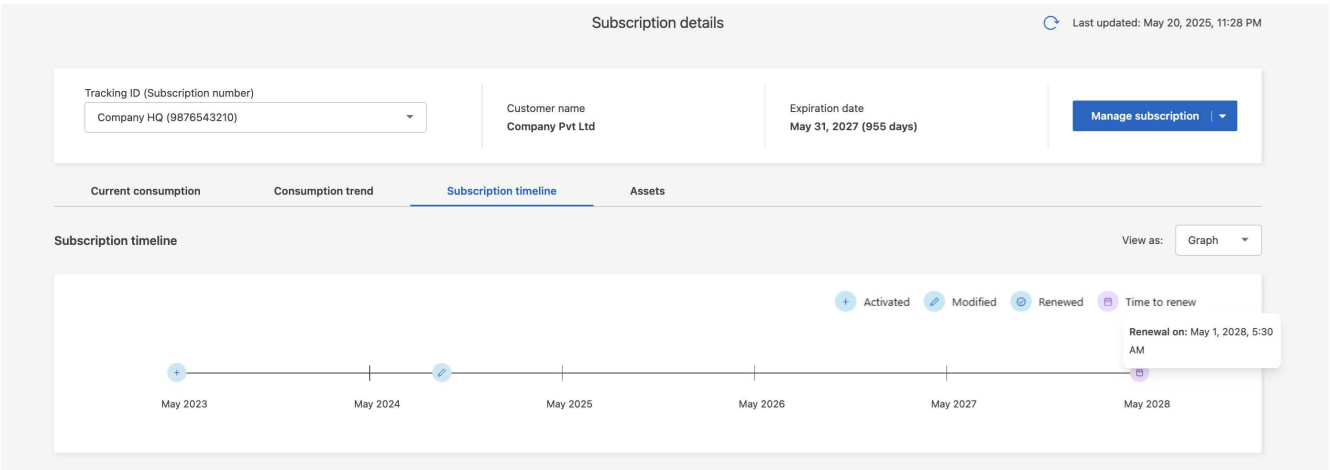 Subscription details
Last updated: May 20, 2025, 11:28 PM
Tracking ID (Subscription number)
Company HQ (9876543210)
Customer name
Company Pvt Ltd
Expiration date
May 31, 2027 (955 days)
Manage subscription
Current consumption
Consumption trend
Subscription timeline
Assets
Subscription timeline
View as:
Graph
Activated
Modified
Renewed
Time to renew
Renewal on: May 1, 2028, 5:30
AM
May 2023
May 2024
May 2025
May 2026
May 2027
May 2028